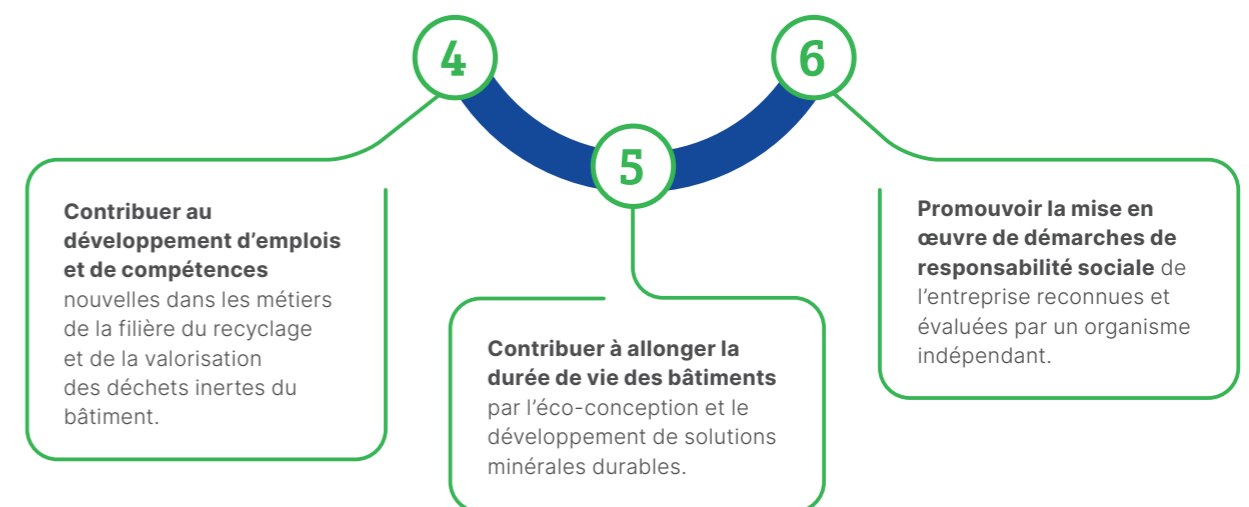 4
Contribuer au
développement d’emplois
et de compétences
nouvelles dans les métiers
de la filière du recyclage
et de la valorisation
des déchets inertes du
bâtiment.
5
Contribuer à allonger la
durée de vie des bâtiments
par l’éco-conception et le
développement de solutions
minérales durables.
6
Promouvoir la mise en
œuvre de démarches de
responsabilité sociale de
l’entreprise reconnues et
évaluées par un organisme
indépendant.